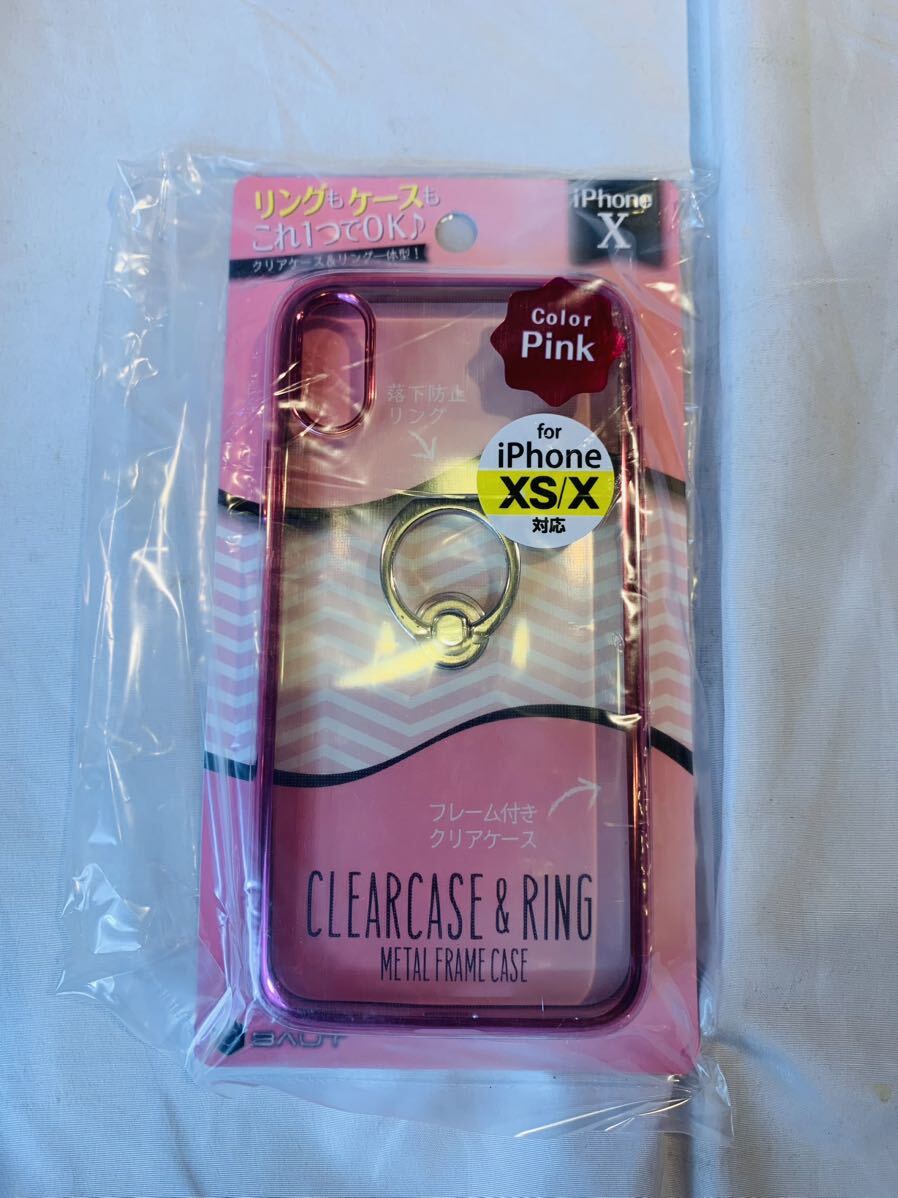 リングもケースも
これ1つでOK♪
クリアケース&リング一体型！
iPhone
X
Color
Pink
落下防止
リング
for
iPhone
XS/X
対応
フレーム付き
クリアケース
CLEARCASE & RING
METAL FRAME CASE
BAUT